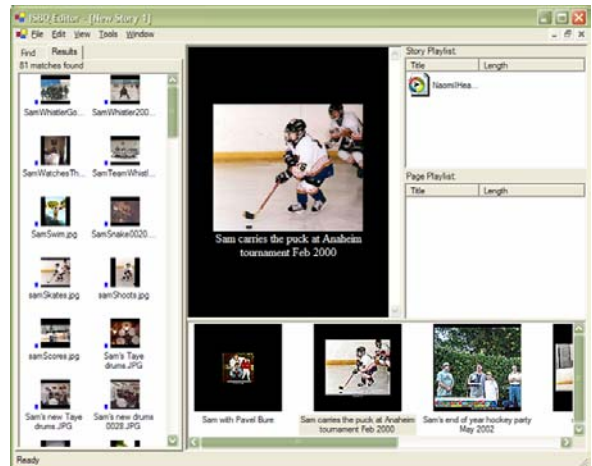 ISBQ Editor - [New Story 1]
File Edit View Tools Window
Find Results
81 matches found
SamWhistlerGo...
SamWhistler200...
SamWatchesTh...
SamTeamWhistl...
SamSwim.jpg
SamSnake0020...
samSkates.jpg
samShoots.jpg
samScores.jpg
Sam's Taye
drums.JPG
Sam's new Taye
drums.JPG
Sam's new drums
0028.JPG
Sam carries the puck at Anaheim
tournament Feb 2000
Story Playlist:
Title Length
NaomiHea...
Page Playlist:
Title Length
Sam with Pavel Bure
Sam carries the puck at Anaheim
tournament Feb 2000
Sam's end of year hockey party
May 2002
Ready